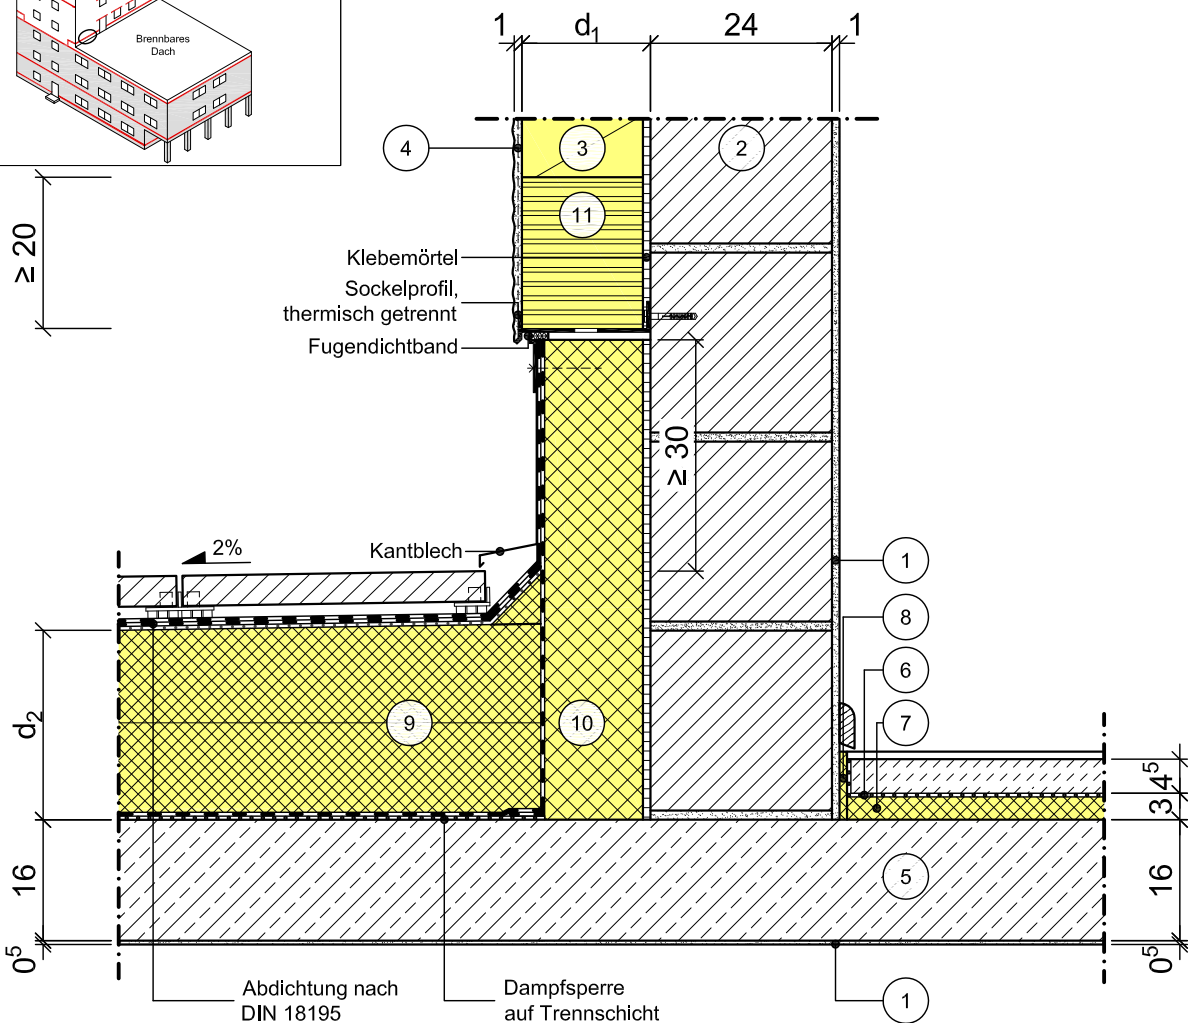 1
d₁
24
1
Brennbares
Dach
4
3
2
11
≥ 20
Klebemörtel
Sockelprofil,
thermisch getrennt
Fugendichtband
≥ 30
2%
Kantblech
1
8
6
7
d₂
9
10
4⁵
3
16
5
16
0⁵
0⁵
Abdichtung nach
DIN 18195
Dampfsperre
auf Trennschicht
1